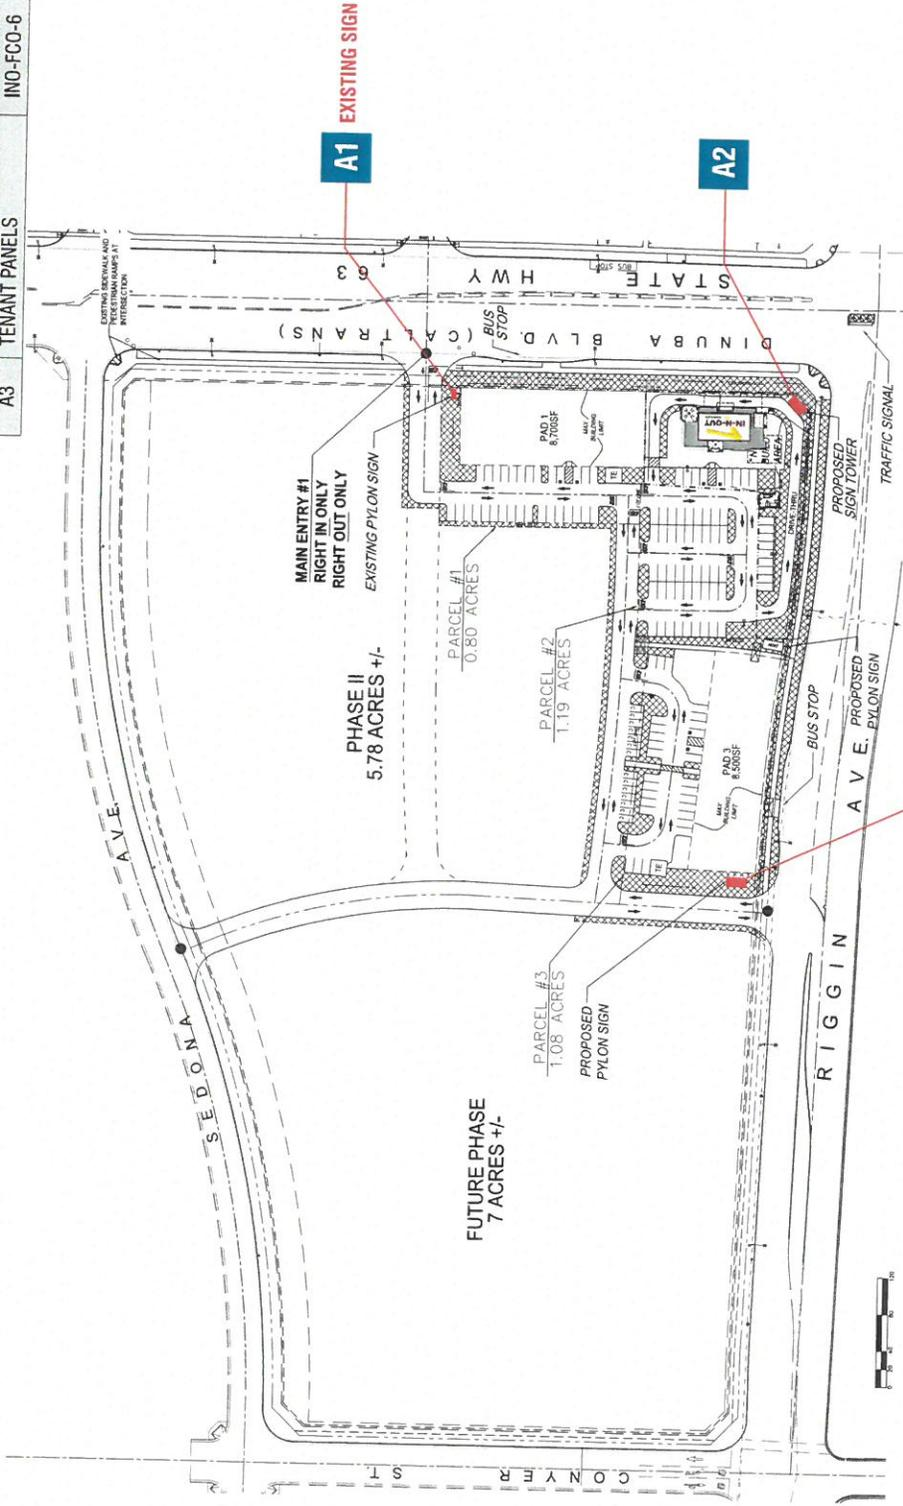 A3 TENANT PANELS INO-FCO-6
A1 EXISTING SIGN
A2
EXISTING SIDEWALK AND
PEDESTRIAN RAMPS AT
INTERSECTION
STATE HWY 63
DINUBA BLVD. (CALTRANS)
BUS STOP
BUS
STOP
MAIN ENTRY #1
RIGHT IN ONLY
RIGHT OUT ONLY
EXISTING PYLON SIGN
PAD 1
8,700SF
MAX
BUILDING
LIMIT
TE
IN-N-OUT
DRIVE-THRU
PROPOSED
SIGN TOWER
TRAFFIC SIGNAL
PARCEL #1
0.80 ACRES
PARCEL #2
1.19 ACRES
PHASE II
5.78 ACRES +/-
PAD 3
8,500SF
MAX
BUILDING
LIMIT
TE
PROPOSED
PYLON SIGN
BUS STOP
PARCEL #3
1.08 ACRES
PROPOSED
PYLON SIGN
RIGGIN AVE.
SEDONA AVE.
FUTURE PHASE
7 ACRES +/-
CONYER ST.